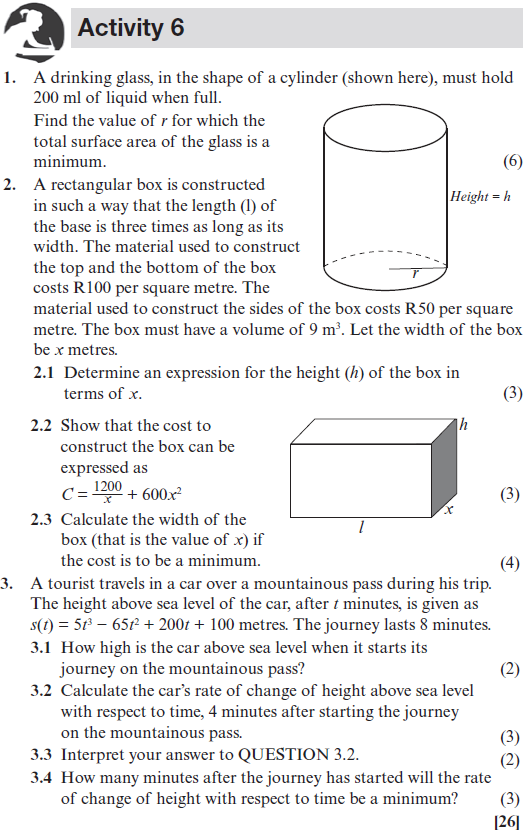 Activity 6
1. A drinking glass, in the shape of a cylinder (shown here), must hold
200 ml of liquid when full.
Find the value of r for which the
total surface area of the glass is a
minimum. (6)
Height = h
r
2. A rectangular box is constructed
in such a way that the length (l) of
the base is three times as long as its
width. The material used to construct
the top and the bottom of the box
costs R100 per square metre. The
material used to construct the sides of the box costs R50 per square
metre. The box must have a volume of 9 m³. Let the width of the box
be x metres.
2.1 Determine an expression for the height (h) of the box in
terms of x. (3)
2.2 Show that the cost to
construct the box can be
expressed as
C = 1200/x + 600x² (3)
h
x
l
2.3 Calculate the width of the
box (that is the value of x) if
the cost is to be a minimum. (4)
3. A tourist travels in a car over a mountainous pass during his trip.
The height above sea level of the car, after t minutes, is given as
s(t) = 5t³ − 65t² + 200t + 100 metres. The journey lasts 8 minutes.
3.1 How high is the car above sea level when it starts its
journey on the mountainous pass? (2)
3.2 Calculate the car's rate of change of height above sea level
with respect to time, 4 minutes after starting the journey
on the mountainous pass. (3)
3.3 Interpret your answer to QUESTION 3.2. (2)
3.4 How many minutes after the journey has started will the rate
of change of height with respect to time be a minimum? (3)
[26]